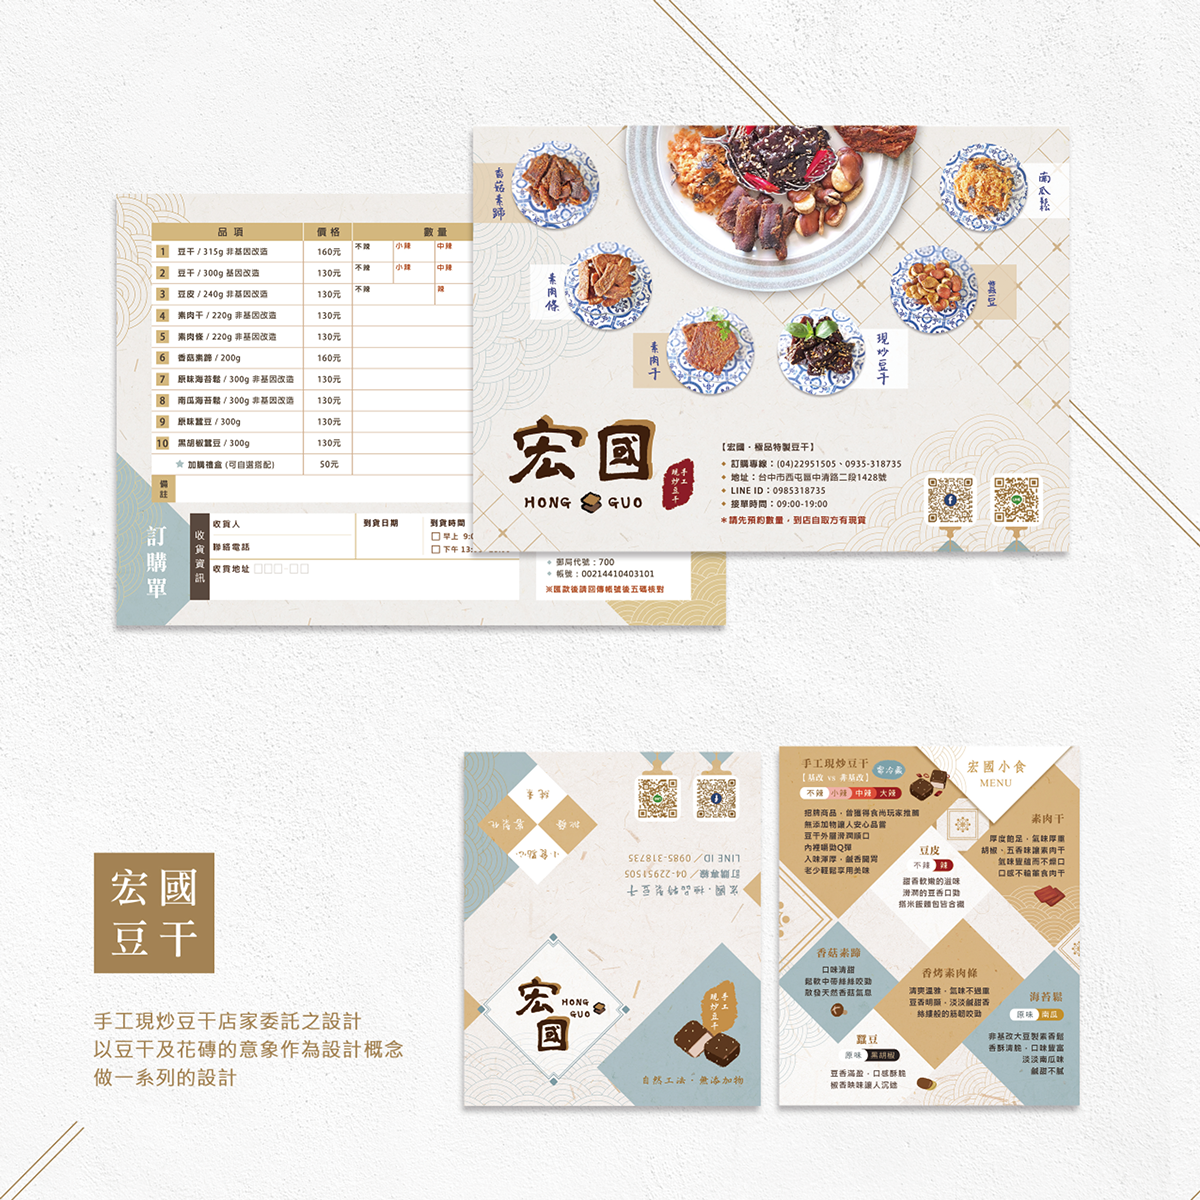 品項 價格 數量
1 豆干 / 315g 非基因改造 160元 不辣 小辣 中辣
2 豆干 / 300g 基因改造 130元 不辣 小辣 中辣
3 豆皮 / 240g 非基因改造 130元 不辣 辣
4 素肉干 / 220g 非基因改造 130元
5 素肉條 / 220g 非基因改造 130元
6 香菇素蹄 / 200g 160元
7 原味海苔鬆 / 300g 非基因改造 130元
8 南瓜海苔鬆 / 300g 非基因改造 130元
9 原味蠶豆 / 300g 130元
10 黑胡椒蠶豆 / 300g 130元
加購禮盒 (可自選搭配) 50元
備註
訂購單
收貨資訊
收貨人
聯絡電話
收貨地址
到貨日期
到貨時間
早上 9:0
下午 13:
郵局代號：700
帳號：00214410403101
※匯款後請回傳帳號後五碼核對
香菇素蹄
素肉條
素肉干
現炒豆干
蠶豆
南瓜鬆
宏國
HONG GUO
手工現炒豆干
【宏國・極品特製豆干】
訂購專線：(04)22951505、0935-318735
地址：台中市西屯區中清路二段1428號
LINE ID：0985318735
接單時間：09:00-19:00
＊請先預約數量，到店自取方有現貨
純素
小食點心
宏國・極品特製豆干
訂購專線 04-22951505
LINE ID／0985-318735
宏國
HONG GUO
手工現炒豆干
自然工法・無添加物
宏國小食
MENU
手工現炒豆干
【基改 vs 非基改】
需冷藏
不辣 小辣 中辣 大辣
招牌商品，曾獲得食尚玩家推薦
無添加物讓人安心品嘗
豆干外層滑潤順口
內裡嚼勁Q彈
入味渾厚，鹹香開胃
老少輕鬆享用美味
豆皮
不辣 辣
甜香軟嫩的滋味
滑潤的豆香口勁
搭米飯麵包皆合適
素肉干
厚度飽足，氣味厚重
胡椒、五香味讓素肉干
氣味豐蘊而不爛口
口感不輸葷食肉干
香菇素蹄
口味清甜
鬆軟中帶絲絲咬勁
散發天然香菇氣息
香烤素肉條
清爽溫雅，氣味不過重
豆香明顯，淡淡鹹甜香
絲縷般的筋韌咬勁
海苔鬆
原味 南瓜
非基改大豆製素香鬆
香酥清脆，口味豐富
淡淡南瓜味
鹹甜不膩
蠶豆
原味 黑胡椒
豆香滿盈，口感酥脆
椒香映味讓人沉迷
宏國
豆干
手工現炒豆干店家委託之設計
以豆干及花磚的意象作為設計概念
做一系列的設計